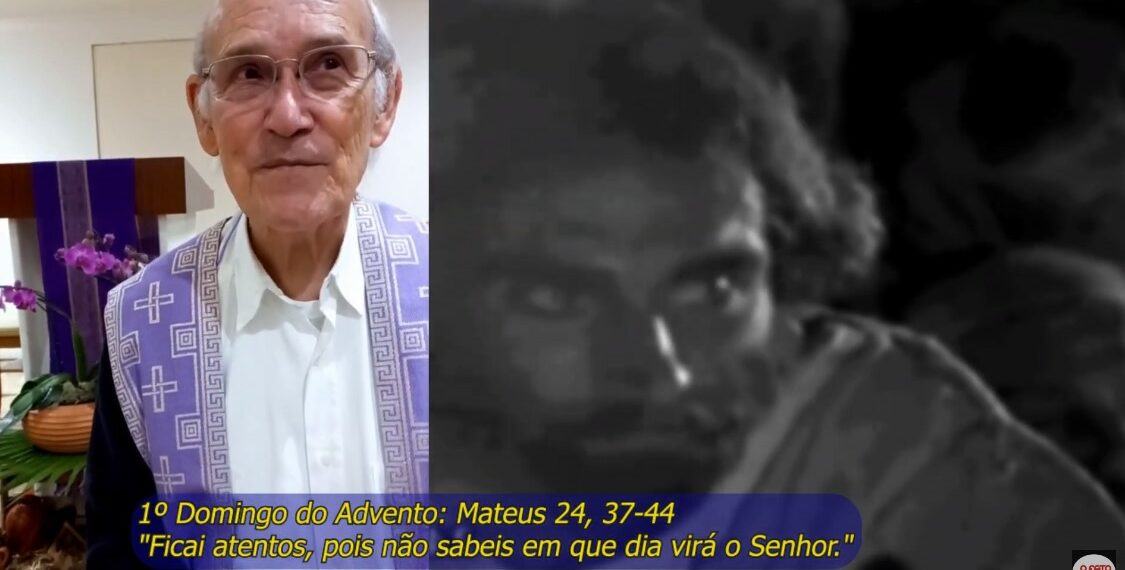 1º Domingo do Advento: Mateus 24, 37-44
"Ficai atentos, pois não sabeis em que dia virá o Senhor."